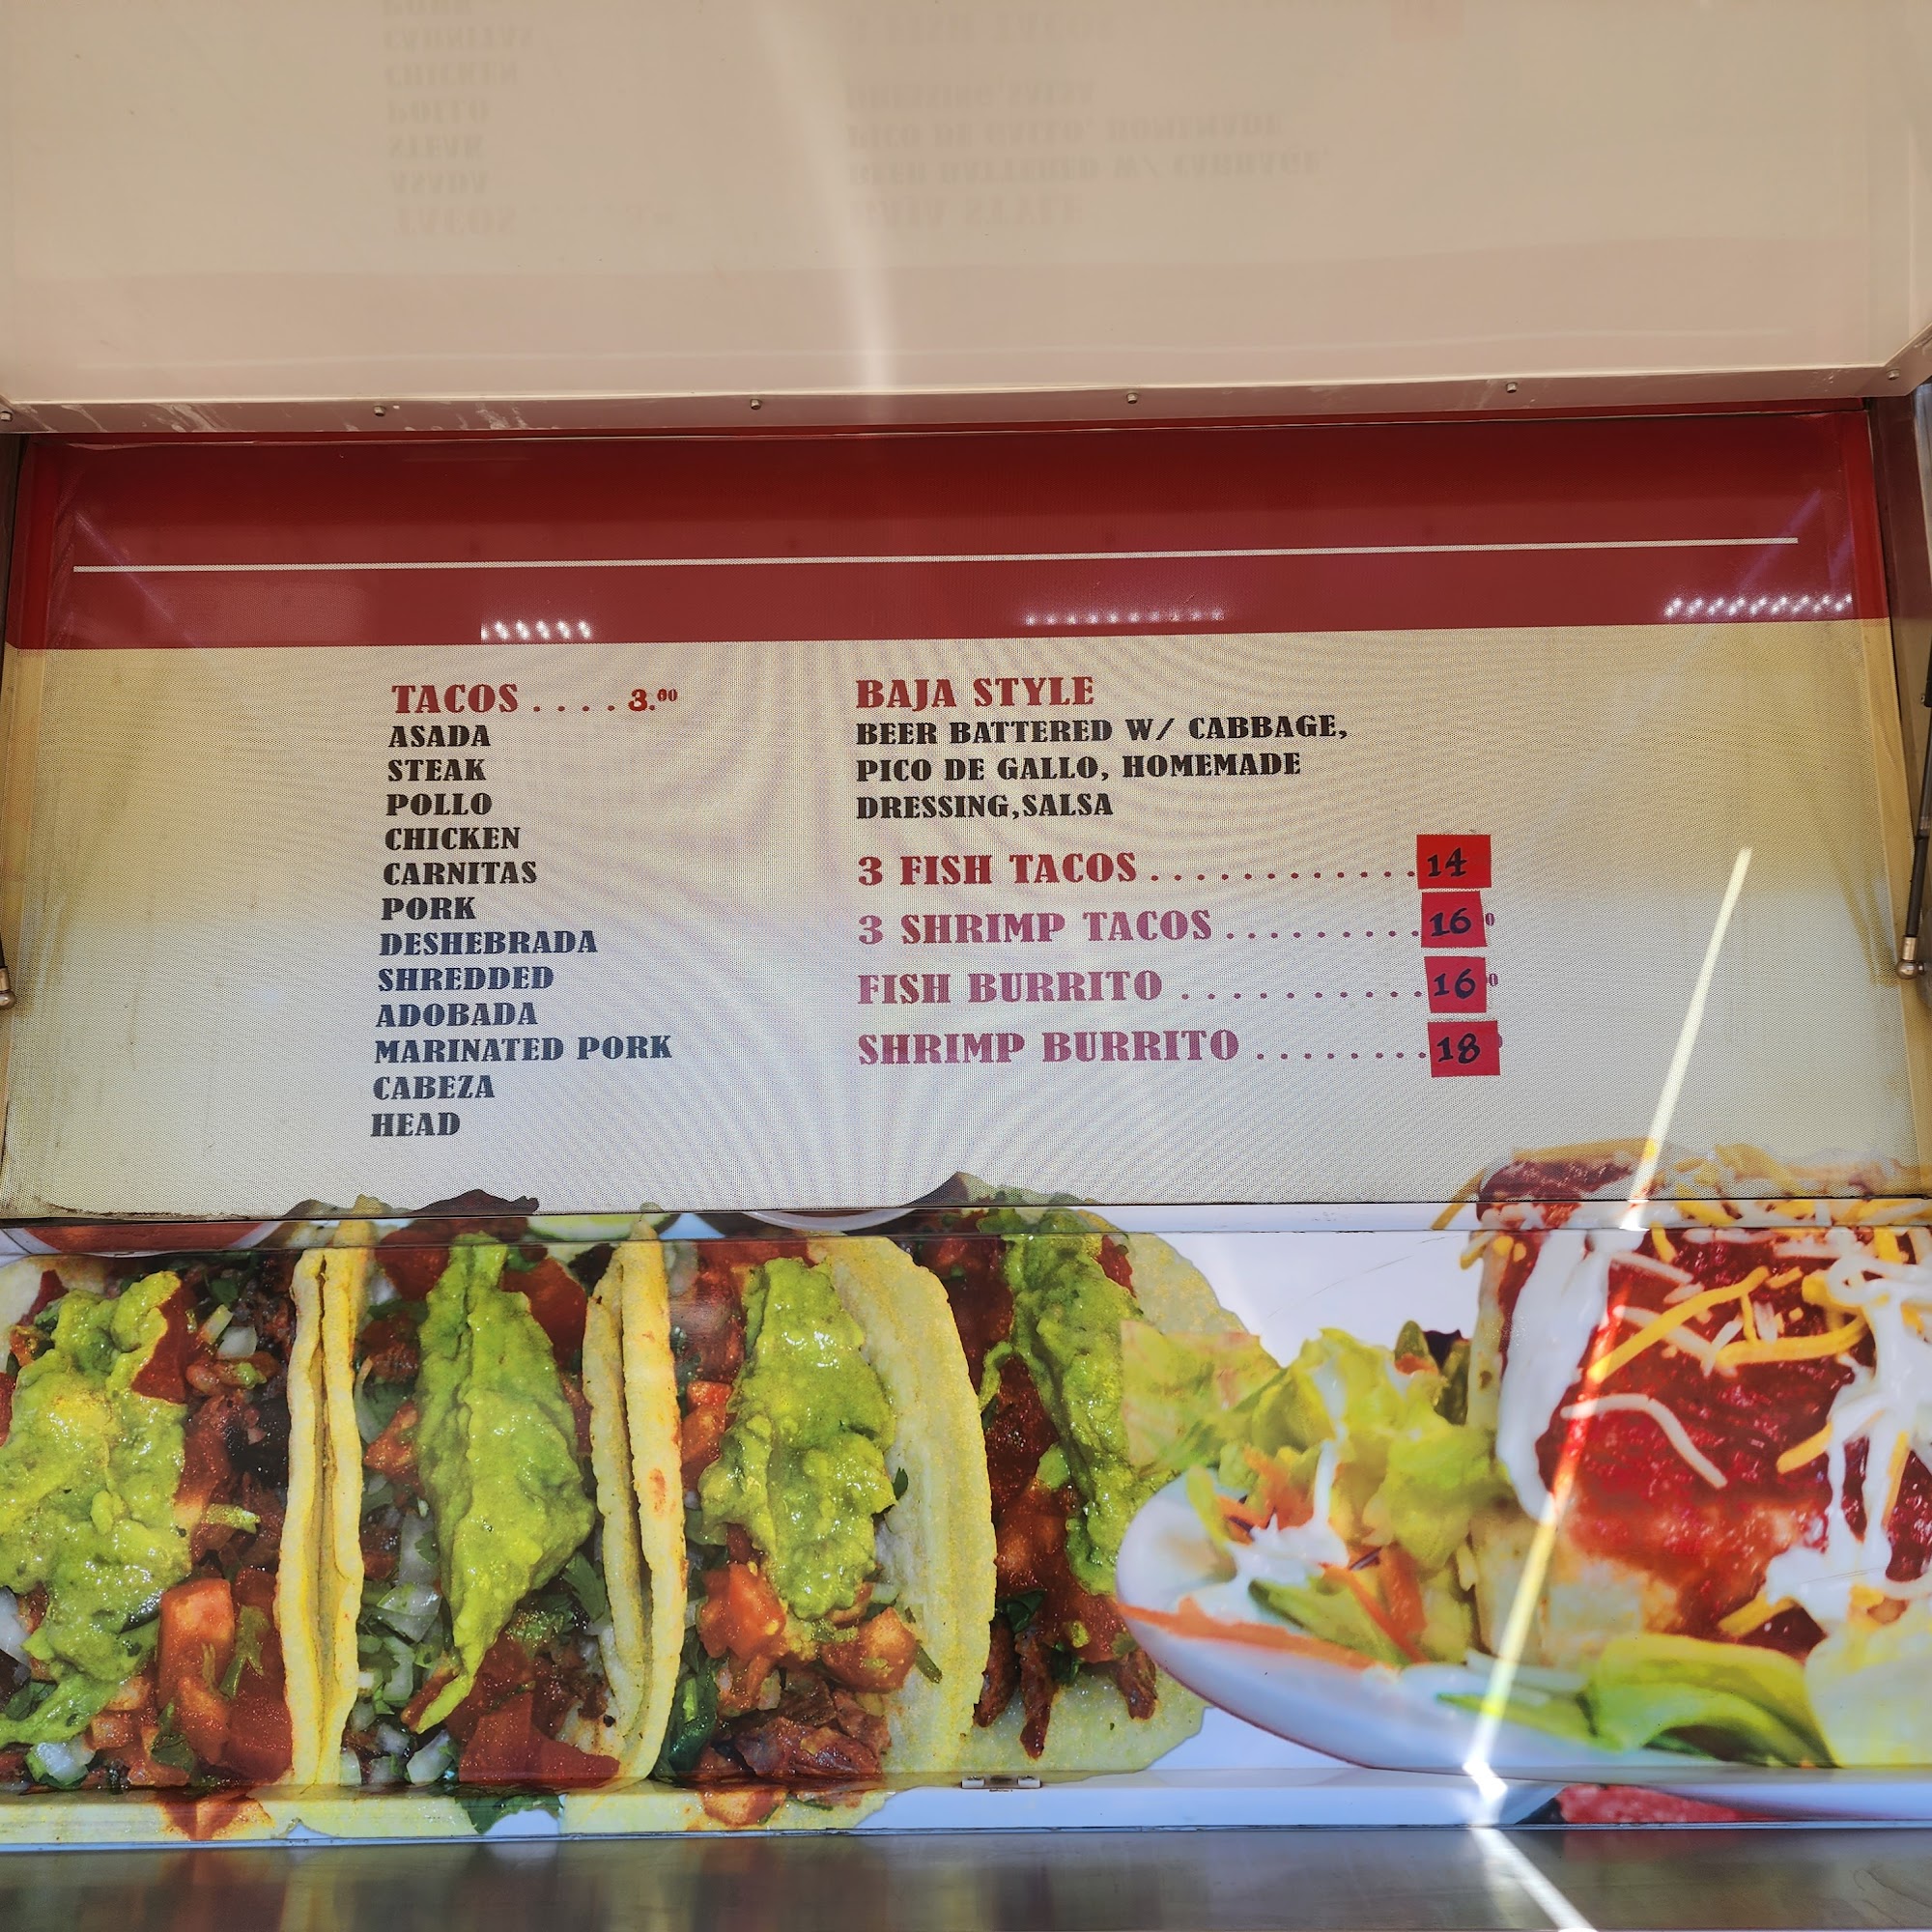 TACOS . . . . 3.00
ASADA
STEAK
POLLO
CHICKEN
CARNITAS
PORK
DESHEBRADA
SHREDDED
ADOBADA
MARINATED PORK
CABEZA
HEAD
BAJA STYLE
BEER BATTERED W/ CABBAGE,
PICO DE GALLO, HOMEMADE
DRESSING,SALSA
3 FISH TACOS . . . . . . . . . . . . 14
3 SHRIMP TACOS . . . . . . . . . 16
FISH BURRITO . . . . . . . . . . . 16
SHRIMP BURRITO . . . . . . . . 18